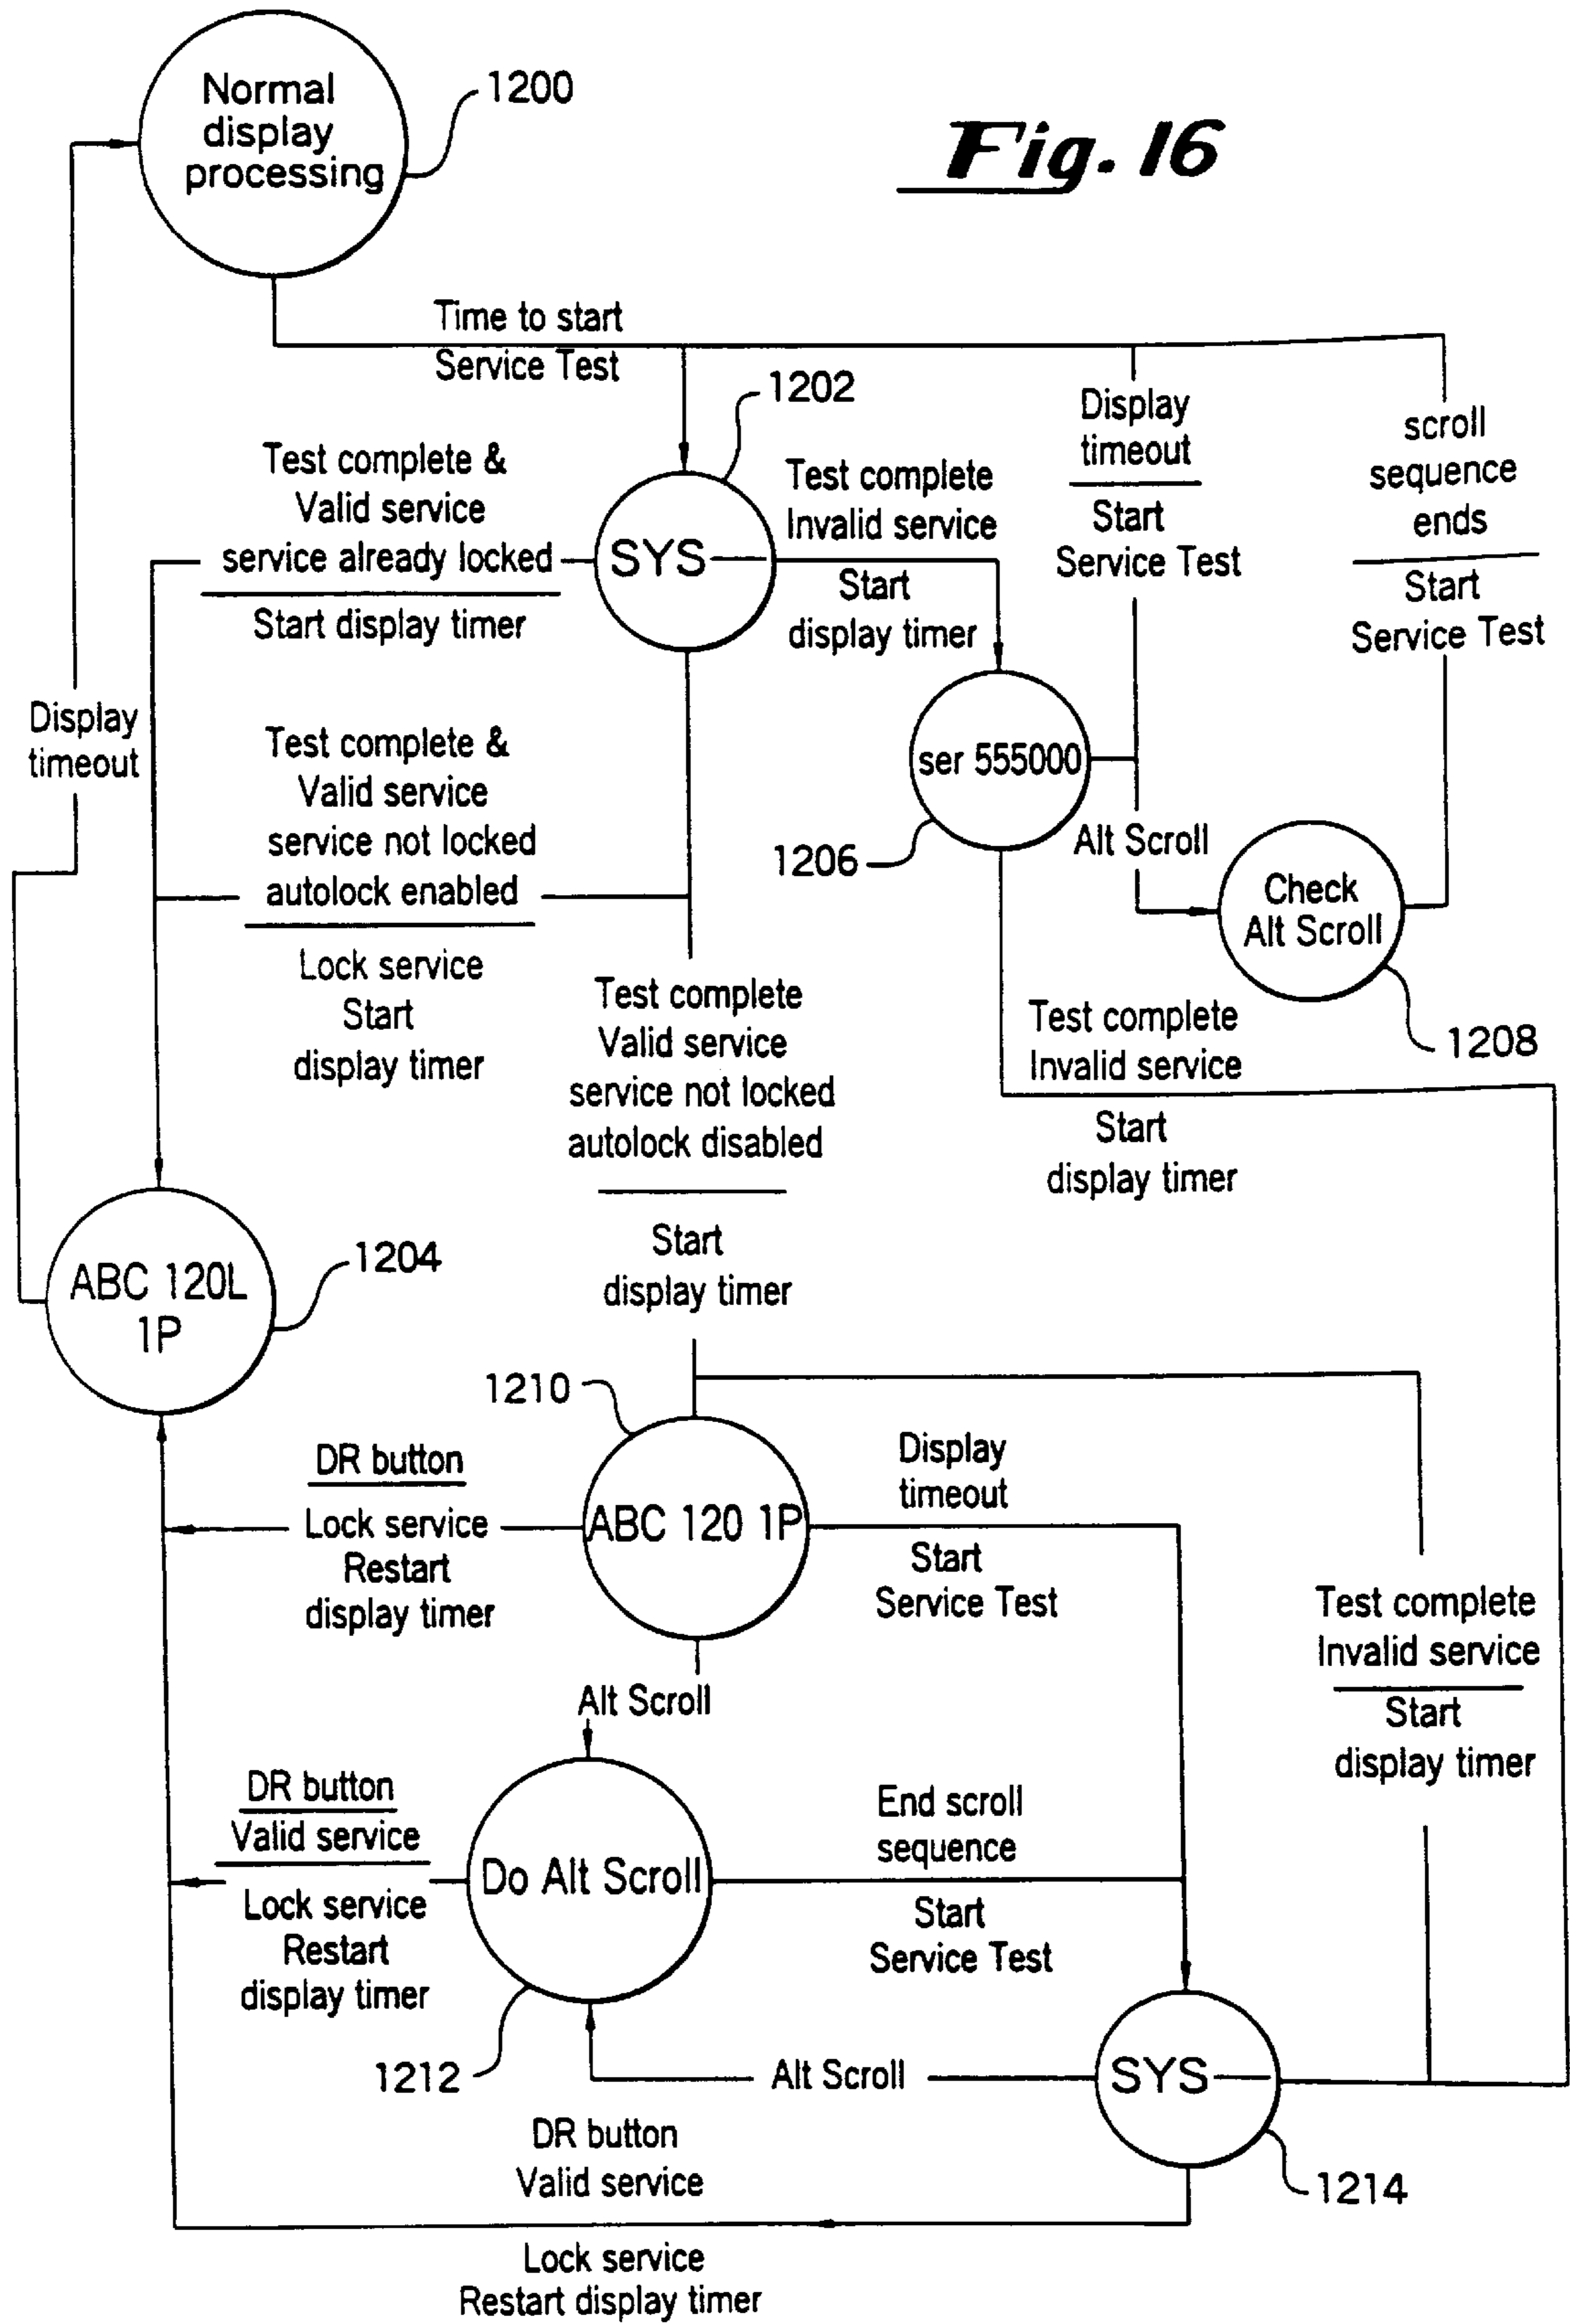 Normal
display
processing
1200
Fig. 16
Time to start
Service Test
1202
Display
timeout
Start
Service Test
scroll
sequence
ends
Start
Service Test
Test complete &
Valid service
service already locked
Start display timer
SYS
Test complete
Invalid service
Start
display timer
Display
timeout
Test complete &
Valid service
service not locked
autolock enabled
Lock service
Start
display timer
ser 555000
1206
Alt Scroll
Check
Alt Scroll
1208
Test complete
Valid service
service not locked
autolock disabled
Start
display timer
Test complete
Invalid service
Start
display timer
ABC 120L
1P
1204
1210
DR button
Lock service
Restart
display timer
ABC 120 1P
Display
timeout
Start
Service Test
Test complete
Invalid service
Start
display timer
Alt Scroll
DR button
Valid service
Lock service
Restart
display timer
Do Alt Scroll
End scroll
sequence
Start
Service Test
1212
Alt Scroll
SYS
1214
DR button
Valid service
Lock service
Restart display timer